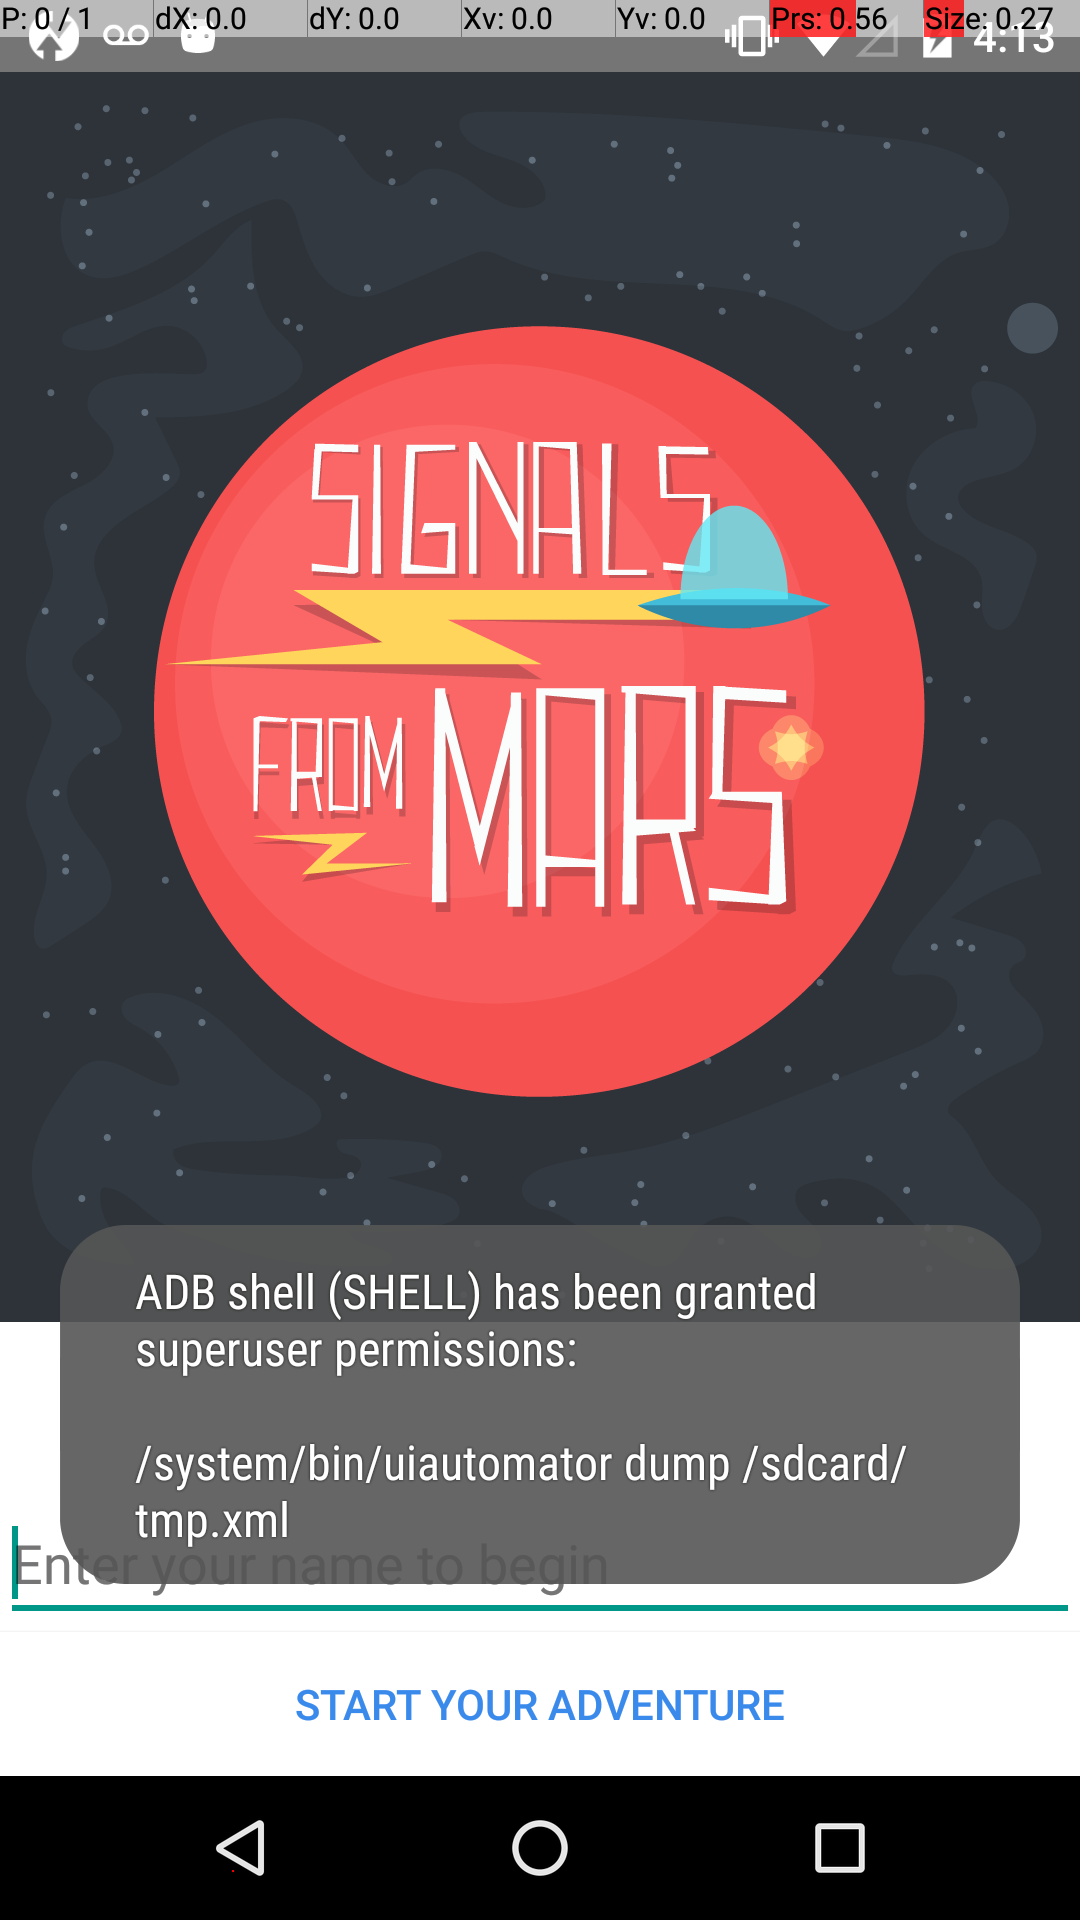 P: 0 / 1 dX: 0.0 dY: 0.0 Xv: 0.0 Yv: 0.0 Prs: 0.56 Size: 0.27
4:13
SIGNALS
FROM MARS
ADB shell (SHELL) has been granted
superuser permissions:
/system/bin/uiautomator dump /sdcard/
tmp.xml
Enter your name to begin
START YOUR ADVENTURE